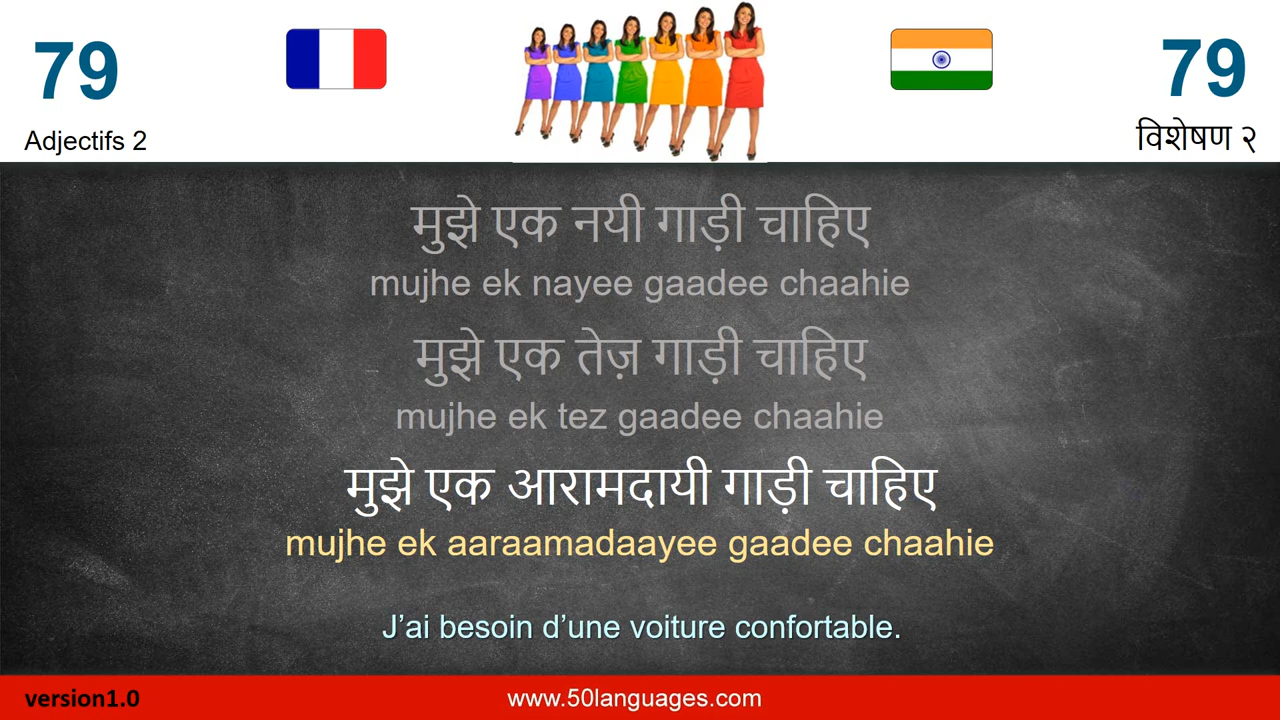 79
79
Adjectifs 2
विशेषण २
मुझे एक नयी गाड़ी चाहिए
mujhe ek nayee gaadee chaahie
मुझे एक तेज़ गाड़ी चाहिए
mujhe ek tez gaadee chaahie
मुझे एक आरामदायी गाड़ी चाहिए
mujhe ek aaraamadaayee gaadee chaahie
J’ai besoin d’une voiture confortable.
version1.0
www.50languages.com